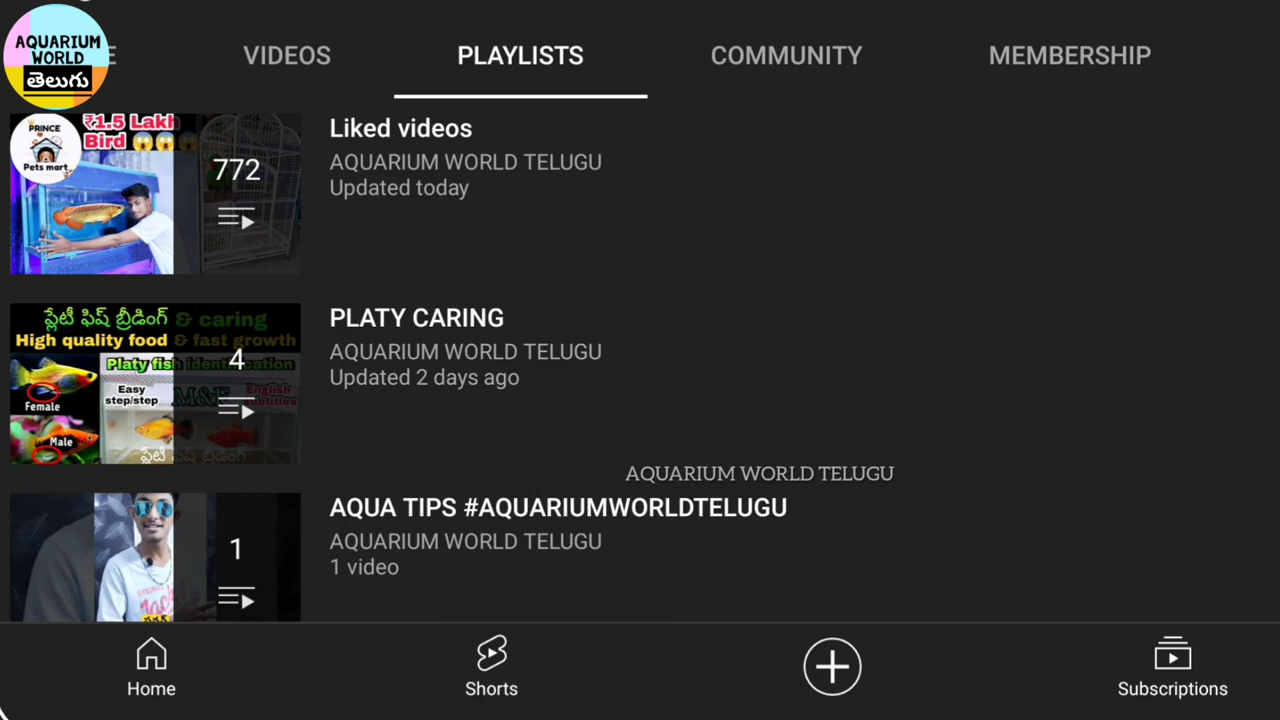 AQUARIUM
WORLD
తెలుగు
VIDEOS
PLAYLISTS
COMMUNITY
MEMBERSHIP
PRINCE
Pets mart
₹1.5 Lakh
Bird
772
Liked videos
AQUARIUM WORLD TELUGU
Updated today
ప్లేటీ ఫిష్ బ్రీడింగ్ & caring
High quality food & fast growth
Platy fish identification
Easy
step/step
M&F
English
subtitles
Female
Male
ప్లేటీ ఫిష్ బ్రీడింగ్
4
PLATY CARING
AQUARIUM WORLD TELUGU
Updated 2 days ago
AQUARIUM WORLD TELUGU
1
AQUA TIPS #AQUARIUMWORLDTELUGU
AQUARIUM WORLD TELUGU
1 video
Home
Shorts
Subscriptions